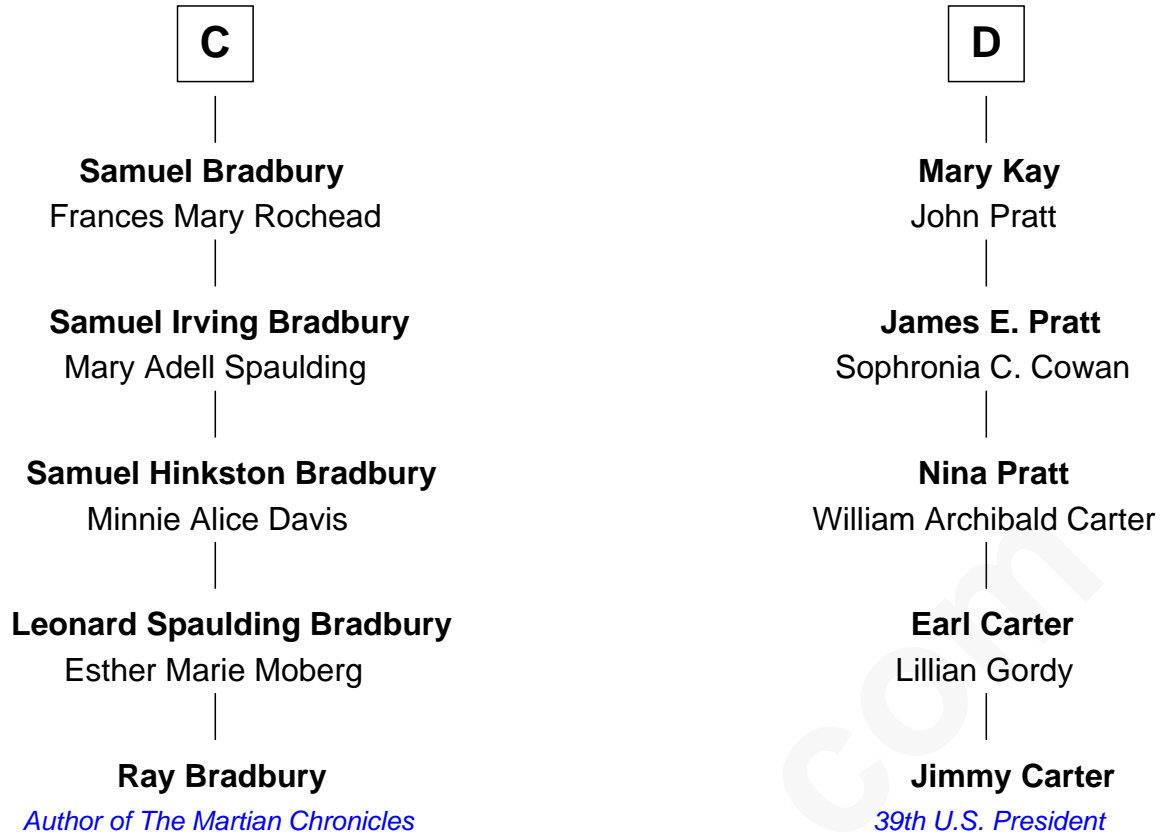 C
Samuel Bradbury
Frances Mary Rochead
Samuel Irving Bradbury
Mary Adell Spaulding
Samuel Hinkston Bradbury
Minnie Alice Davis
Leonard Spaulding Bradbury
Esther Marie Moberg
Ray Bradbury
Author of The Martian Chronicles
D
Mary Kay
John Pratt
James E. Pratt
Sophronia C. Cowan
Nina Pratt
William Archibald Carter
Earl Carter
Lillian Gordy
Jimmy Carter
39th U.S. President
com